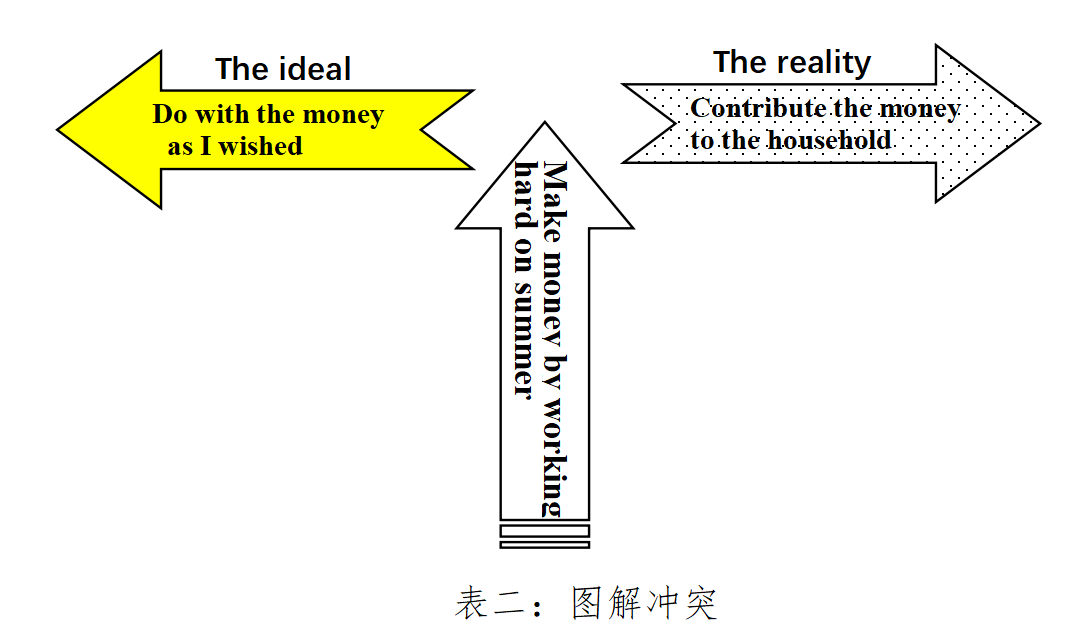 The ideal
Do with the money
as I wished
The reality
Contribute the money
to the household
Make money by working
hard on summer
表二：图解冲突